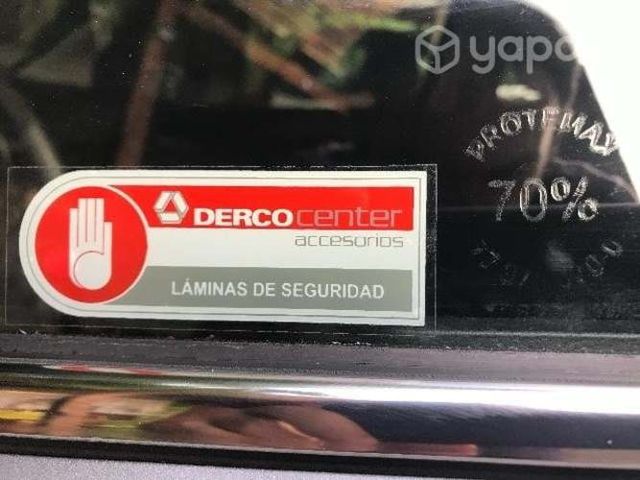 yapo
PROTEMAX
70%
DERCOcenter
accesorios
LÁMINAS DE SEGURIDAD